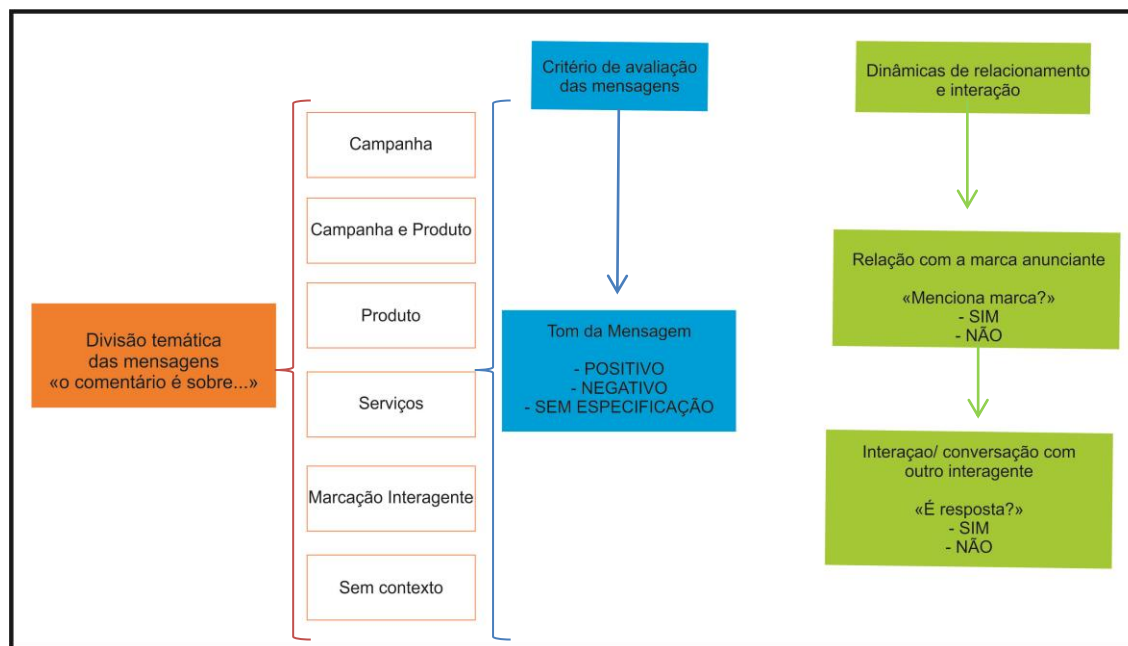 Divisão temática
das mensagens
«o comentário é sobre...»
Campanha
Campanha e Produto
Produto
Serviços
Marcação Interagente
Sem contexto
Critério de avaliação
das mensagens
Tom da Mensagem
- POSITIVO
- NEGATIVO
- SEM ESPECIFICAÇÃO
Dinâmicas de relacionamento
e interação
Relação com a marca anunciante
«Menciona marca?»
- SIM
- NÃO
Interaçao/ conversação com
outro interagente
«É resposta?»
- SIM
- NÃO